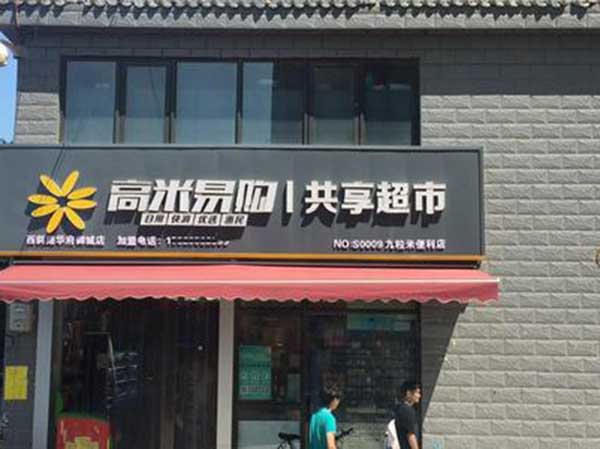 高米易购 | 共享超市
日用 快消 优选 惠民
加盟电话:1
NO:S0009 九粒米便利店